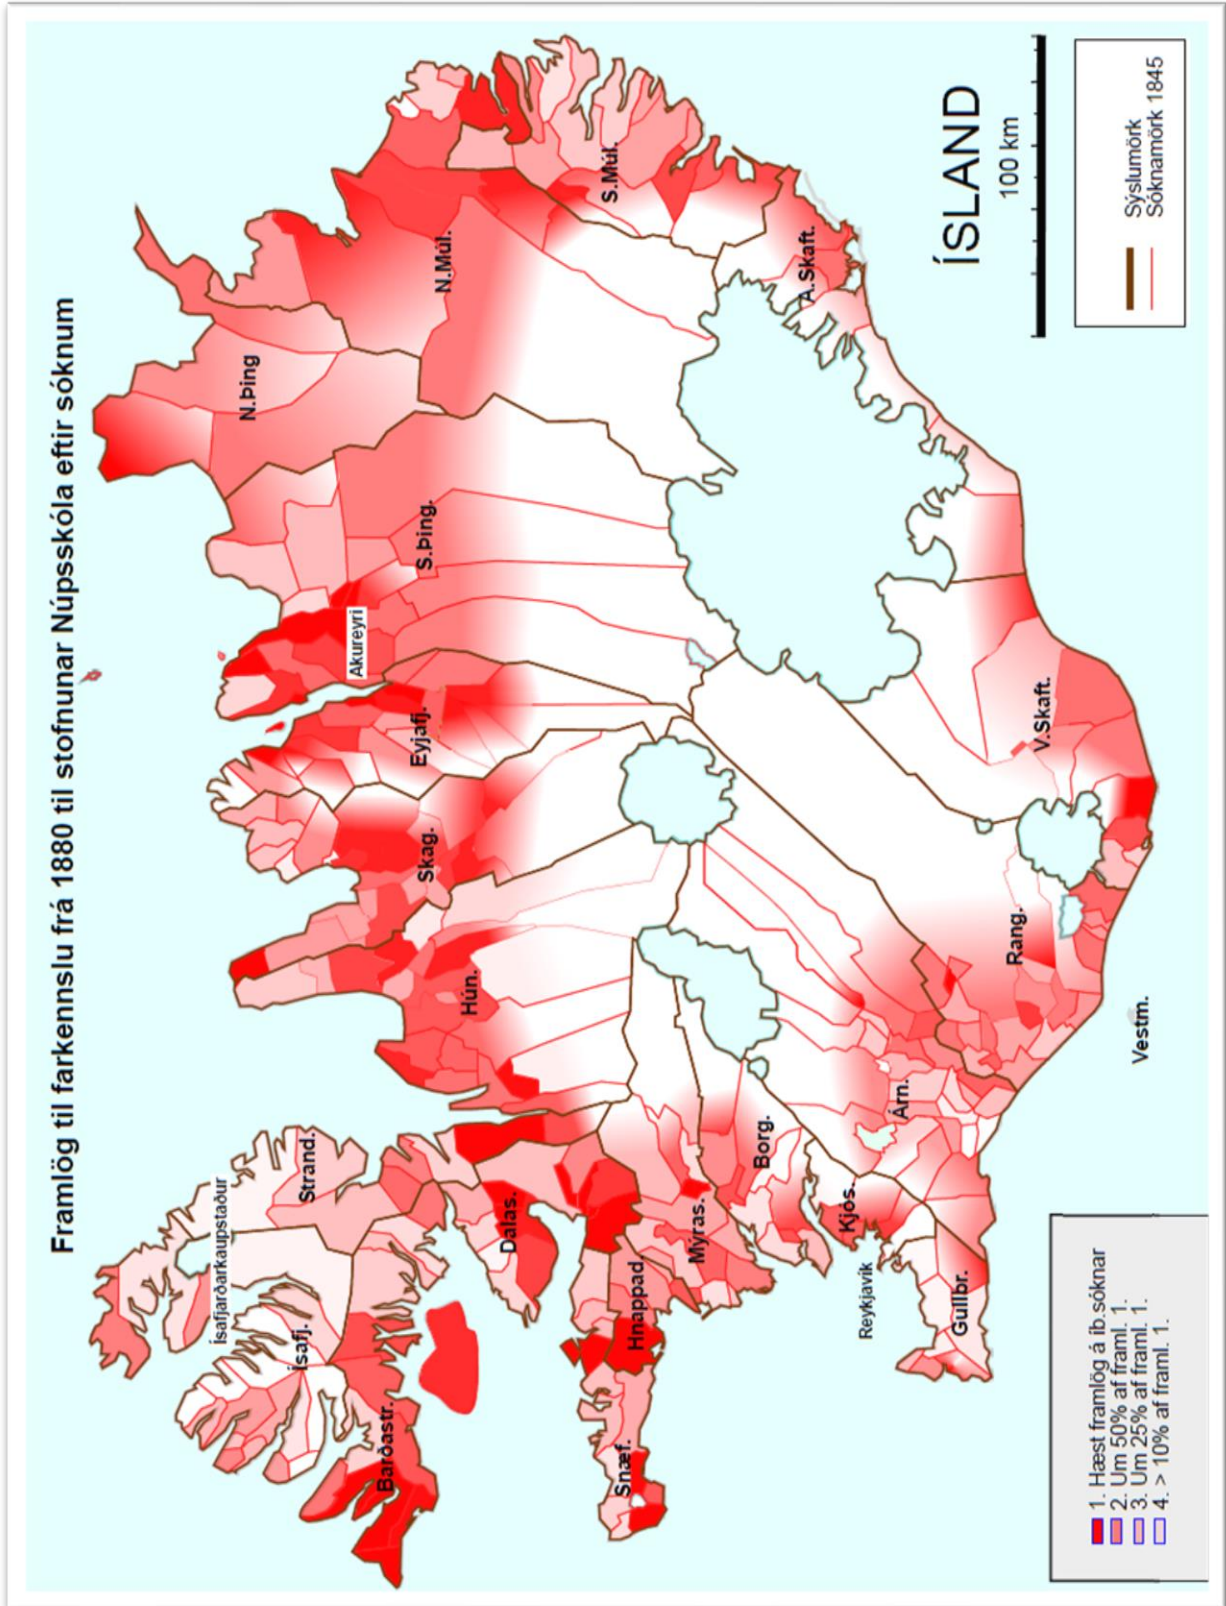 Framlög til farkennslu frá 1880 til stofnunar Núpsskóla eftir sóknum
Ísafjarðarkaupstaður
Strand.
Ísafj.
Barðastr.
Dalas.
Snæf.
Hnappad.
Mýras.
Borg.
Kjós.
Reykjavík
Gullbr.
Árn.
Rang.
Vestm.
V.Skaft.
A.Skaft.
S.Múl.
N.Múl.
N.Þing
S.Þing.
Akureyri
Eyjafj.
Skag.
Hún.
ÍSLAND
100 km
Sýslumörk
Sóknamörk 1845
1. Hæst framlög á íb.sóknar
2. Um 50% af framl. 1.
3. Um 25% af framl. 1.
4. > 10% af framl. 1.